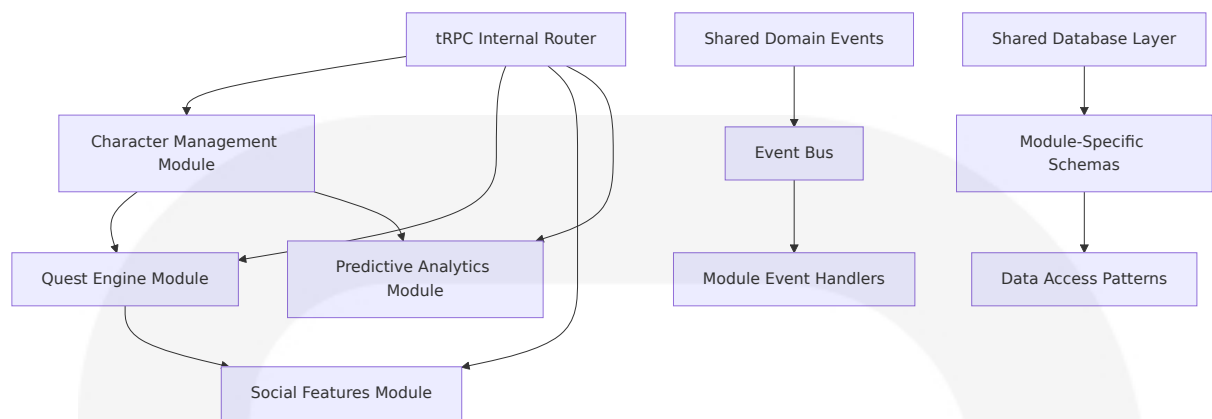 tRPC Internal Router
Shared Domain Events
Shared Database Layer
Character Management
Module
Event Bus
Module-Specific
Schemas
Quest Engine Module
Predictive Analytics
Module
Module Event Handlers
Data Access Patterns
Social Features Module